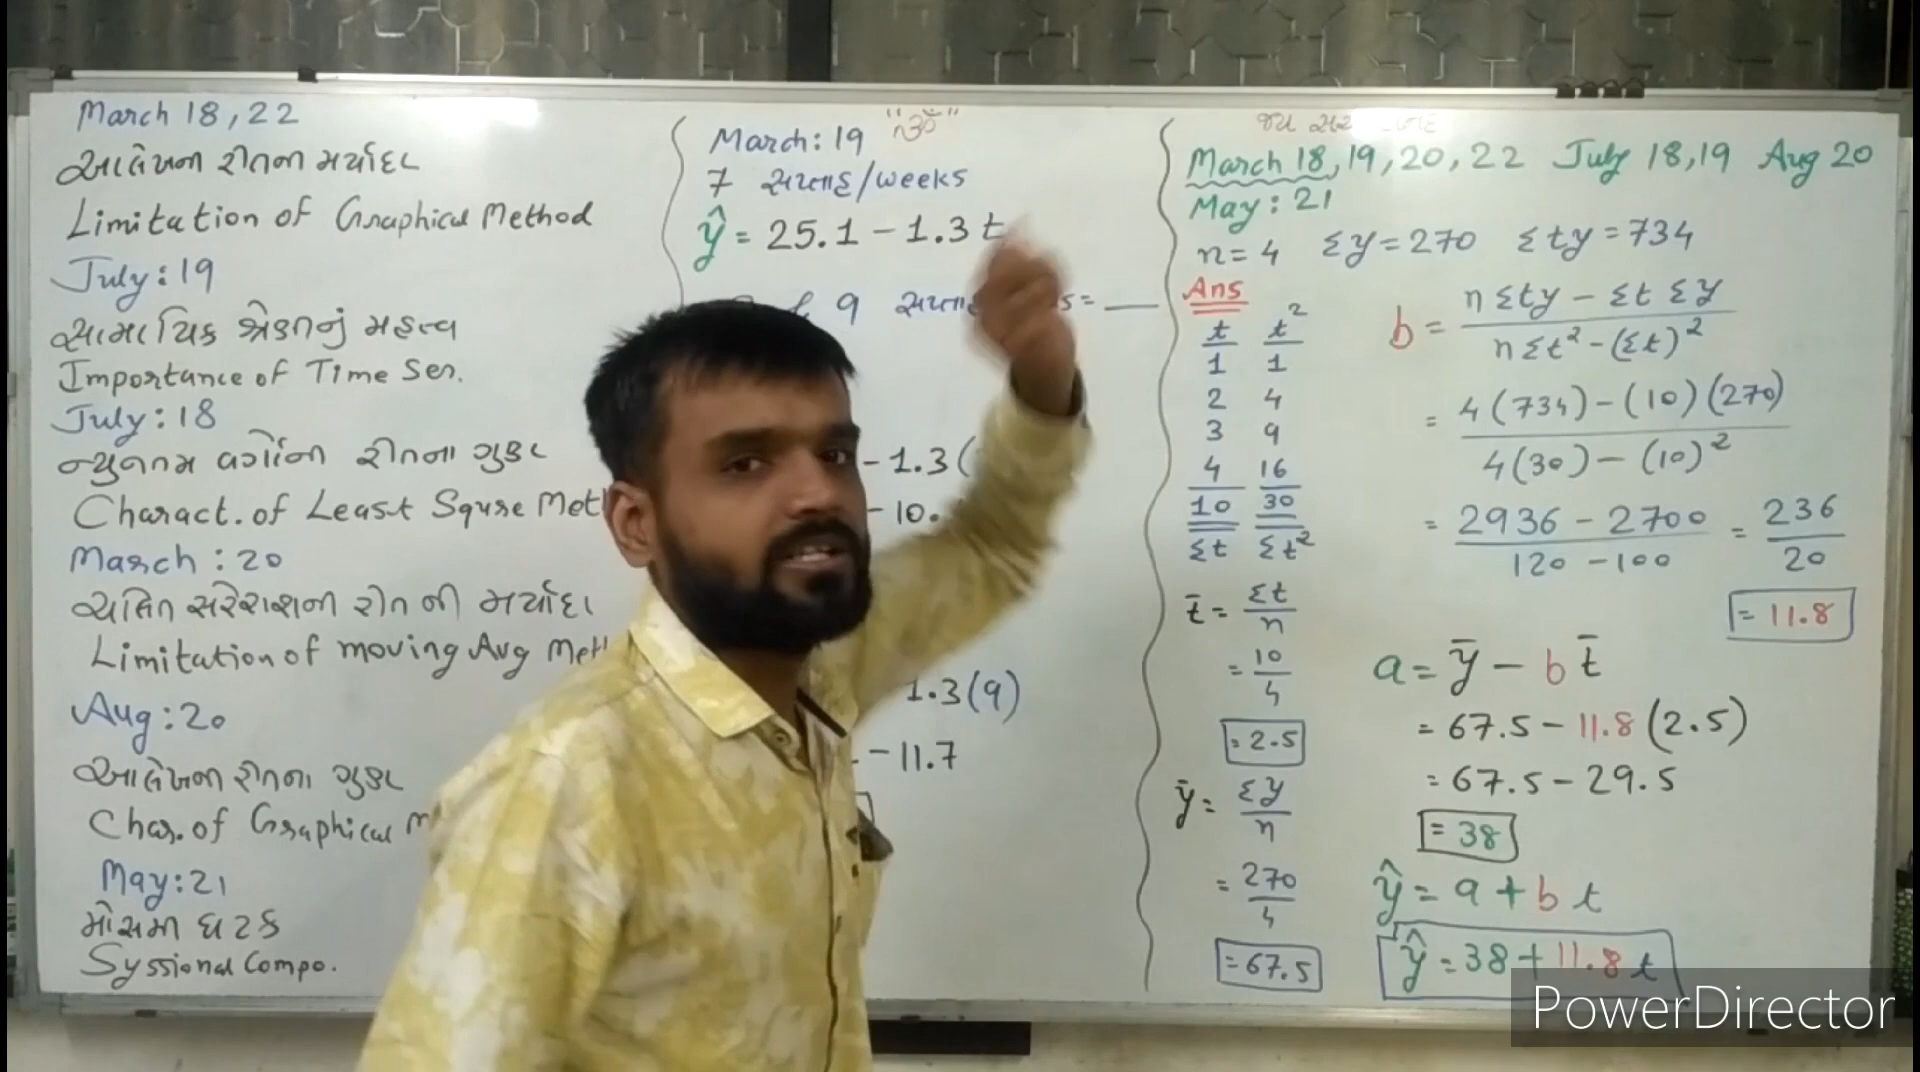 March 18, 22
આલેખની રીતની મર્યાદા
Limitation of Graphical Method
July: 19
સામાયિક શ્રેણીનું મહત્વ
Importance of Time Ser.
July: 18
ન્યુનતમ વર્ગોની રીતના ગુણ
Charact. of Least Squre Met
March : 20
ચલિત સરેરાશની રીત ની મર્યાદા
Limitation of moving Avg Met
Aug: 20
આલેખની રીતના ગુણ
Char. of Graphical m
May: 21
મોસમી ઘટક
Syssional Compo.
"ॐ"
March: 19
7 સપ્તાહ/weeks
ŷ = 25.1 - 1.3 t
9
- 1.3(
- 10.
1.3(9)
- 11.7
જય
March 18, 19, 20, 22 July 18, 19 Aug 20
May: 21
n = 4 Σy = 270 Σty = 734
Ans
t t²
1 1
2 4
3 9
4 16
10 30
Σt Σt²
t̄ = Σt / n
= 10 / 4
= 2.5
ȳ = Σy / n
= 270 / 4
= 67.5
b = n Σty - Σt Σy / n Σt² - (Σt)²
= 4(734) - (10)(270) / 4(30) - (10)²
= 2936 - 2700 / 120 - 100 = 236 / 20
= 11.8
a = ȳ - b t̄
= 67.5 - 11.8 (2.5)
= 67.5 - 29.5
= 38
ŷ = a + b t
ŷ = 38 + 11.8 t
PowerDirector